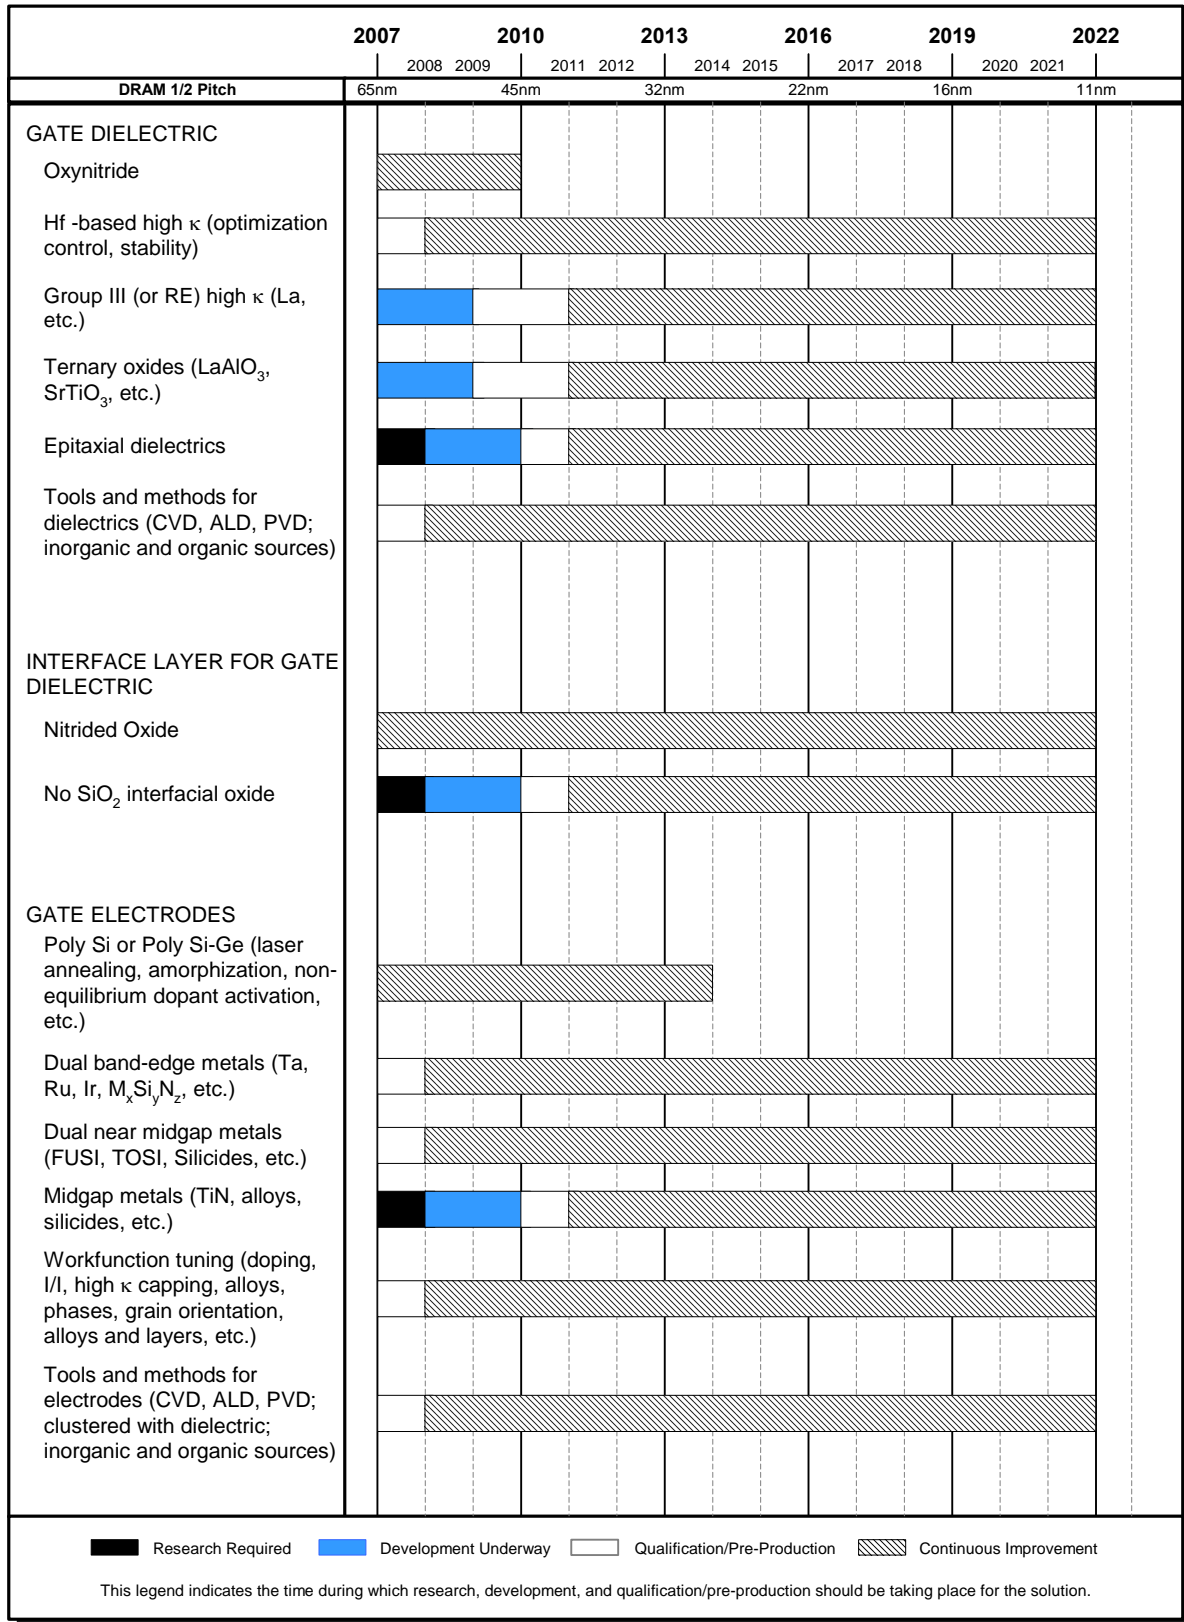 2007 2010 2013 2016 2019 2022
2008 2009 2011 2012 2014 2015 2017 2018 2020 2021
DRAM 1/2 Pitch 65nm 45nm 32nm 22nm 16nm 11nm
GATE DIELECTRIC
Oxynitride
Hf -based high κ (optimization
control, stability)
Group III (or RE) high κ (La,
etc.)
Ternary oxides (LaAlO3,
SrTiO3, etc.)
Epitaxial dielectrics
Tools and methods for
dielectrics (CVD, ALD, PVD;
inorganic and organic sources)
INTERFACE LAYER FOR GATE
DIELECTRIC
Nitrided Oxide
No SiO2 interfacial oxide
GATE ELECTRODES
Poly Si or Poly Si-Ge (laser
annealing, amorphization, non-
equilibrium dopant activation,
etc.)
Dual band-edge metals (Ta,
Ru, Ir, MxSiyNz, etc.)
Dual near midgap metals
(FUSI, TOSI, Silicides, etc.)
Midgap metals (TiN, alloys,
silicides, etc.)
Workfunction tuning (doping,
I/I, high κ capping, alloys,
phases, grain orientation,
alloys and layers, etc.)
Tools and methods for
electrodes (CVD, ALD, PVD;
clustered with dielectric;
inorganic and organic sources)
Research Required Development Underway Qualification/Pre-Production Continuous Improvement
This legend indicates the time during which research, development, and qualification/pre-production should be taking place for the solution.